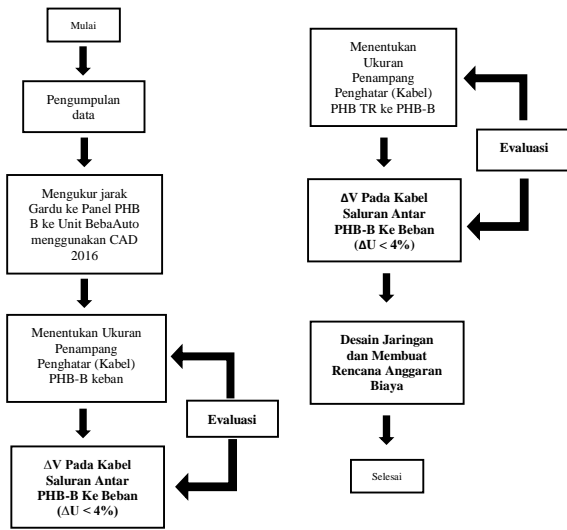 Mulai
Pengumpulan
data
Mengukur jarak
Gardu ke Panel PHB
B ke Unit BebaAuto
menggunakan CAD
2016
Menentukan Ukuran
Penampang
Penghatar (Kabel)
PHB-B keban
Evaluasi
ΔV Pada Kabel
Saluran Antar
PHB-B Ke Beban
(ΔU < 4%)
Menentukan
Ukuran
Penampang
Penghatar (Kabel)
PHB TR ke PHB-B
Evaluasi
ΔV Pada Kabel
Saluran Antar
PHB-B Ke Beban
(ΔU < 4%)
Desain Jaringan
dan Membuat
Rencana Anggaran
Biaya
Selesai